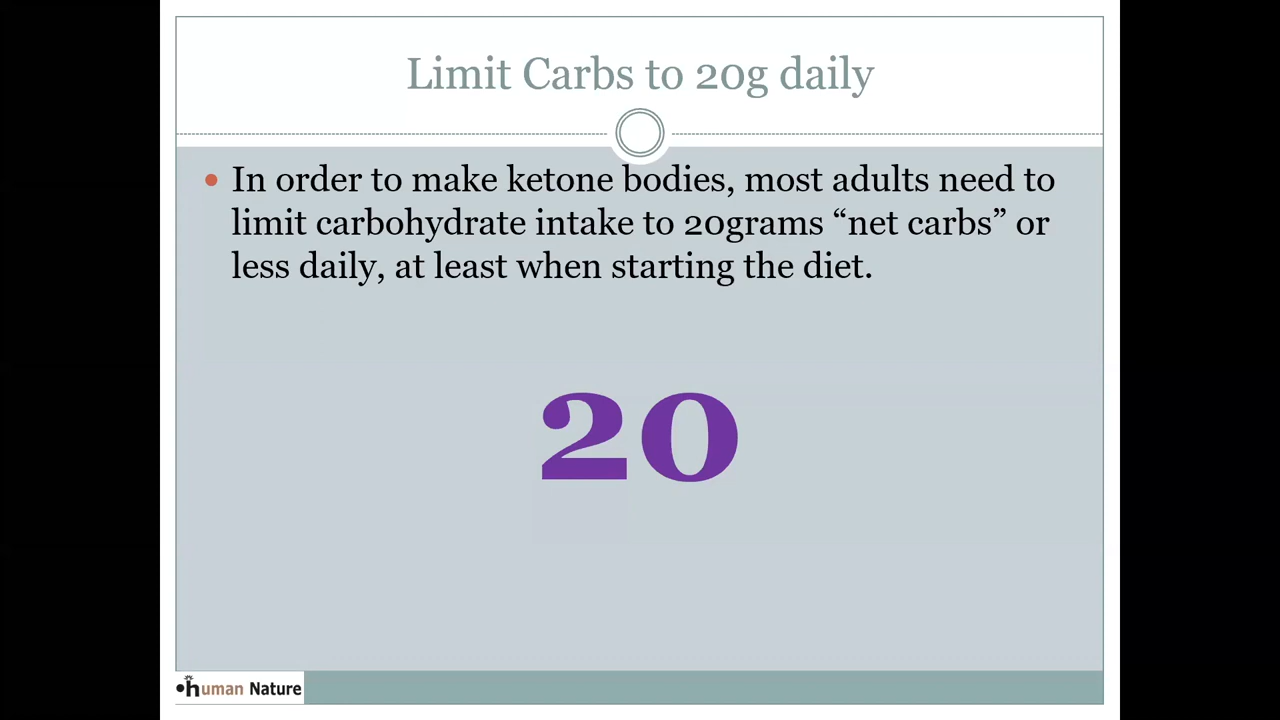 Limit Carbs to 20g daily
• In order to make ketone bodies, most adults need to
limit carbohydrate intake to 20grams “net carbs” or
less daily, at least when starting the diet.
20
human Nature